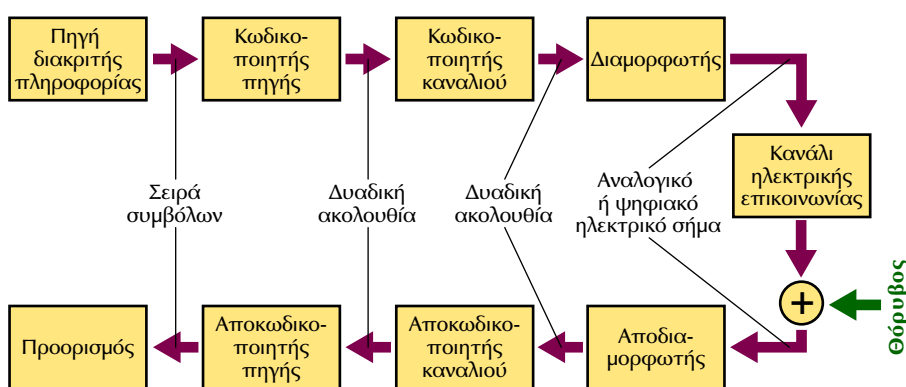 Πηγή
διακριτής
πληροφορίας
Κωδικο-
ποιητής
πηγής
Κωδικο-
ποιητής
καναλιού
Διαμορφωτής
Κανάλι
ηλεκτρικής
επικοινωνίας
Σειρά
συμβόλων
Δυαδική
ακολουθία
Δυαδική
ακολουθία
Αναλογικό
ή ψηφιακό
ηλεκτρικό σήμα
+
Θόρυβος
Προορισμός
Αποκωδικο-
ποιητής
πηγής
Αποκωδικο-
ποιητής
καναλιού
Αποδια-
μορφωτής